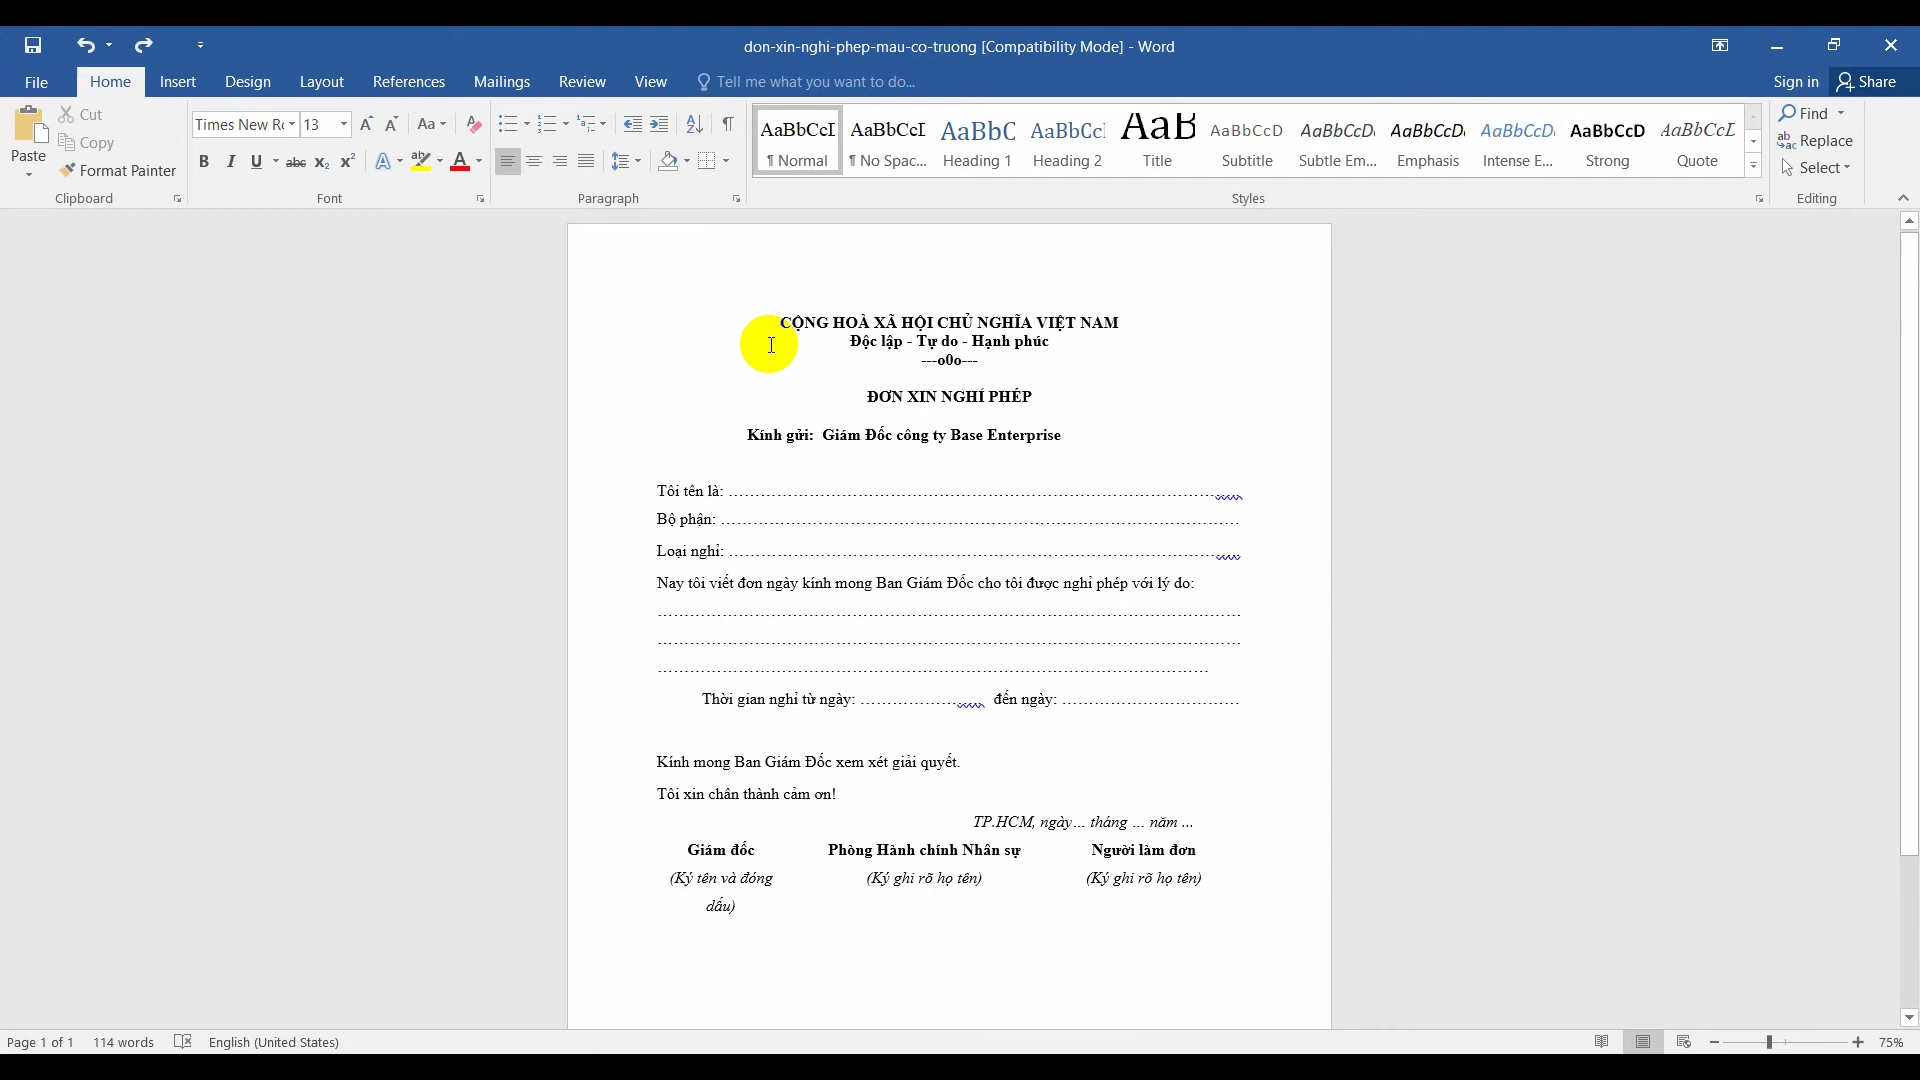 don-xin-nghi-phep-mau-co-truong [Compatibility Mode] - Word
File Home Insert Design Layout References Mailings Review View Tell me what you want to do... Sign in Share
Paste
Cut
Copy
Format Painter
Clipboard
Times New Ro 13
Font
Paragraph
AaBbCcI AaBbCcI AaBbC AaBbCcI AaB AaBbCcD AaBbCcD AaBbCcD AaBbCcD AaBbCcD AaBbCcL
¶ Normal ¶ No Spac... Heading 1 Heading 2 Title Subtitle Subtle Em... Emphasis Intense E... Strong Quote
Styles
Find
Replace
Select
Editing
CỘNG HOÀ XÃ HỘI CHỦ NGHĨA VIỆT NAM
Độc lập - Tự do - Hạnh phúc
---o0o---
ĐƠN XIN NGHỈ PHÉP
Kính gửi: Giám Đốc công ty Base Enterprise
Tôi tên là: ………………………………………………………………………………
Bộ phận: ………………………………………………………………………………
Loại nghỉ: ………………………………………………………………………………
Nay tôi viết đơn ngày kính mong Ban Giám Đốc cho tôi được nghỉ phép với lý do:
…………………………………………………………………………………………
…………………………………………………………………………………………
……………………………………………………………………………………
Thời gian nghỉ từ ngày: …………………… đến ngày: ……………………………
Kính mong Ban Giám Đốc xem xét giải quyết.
Tôi xin chân thành cảm ơn!
TP.HCM, ngày… tháng … năm …
Giám đốc Phòng Hành chính Nhân sự Người làm đơn
(Ký tên và đóng dấu) (Ký ghi rõ họ tên) (Ký ghi rõ họ tên)
Page 1 of 1 114 words English (United States) 75%